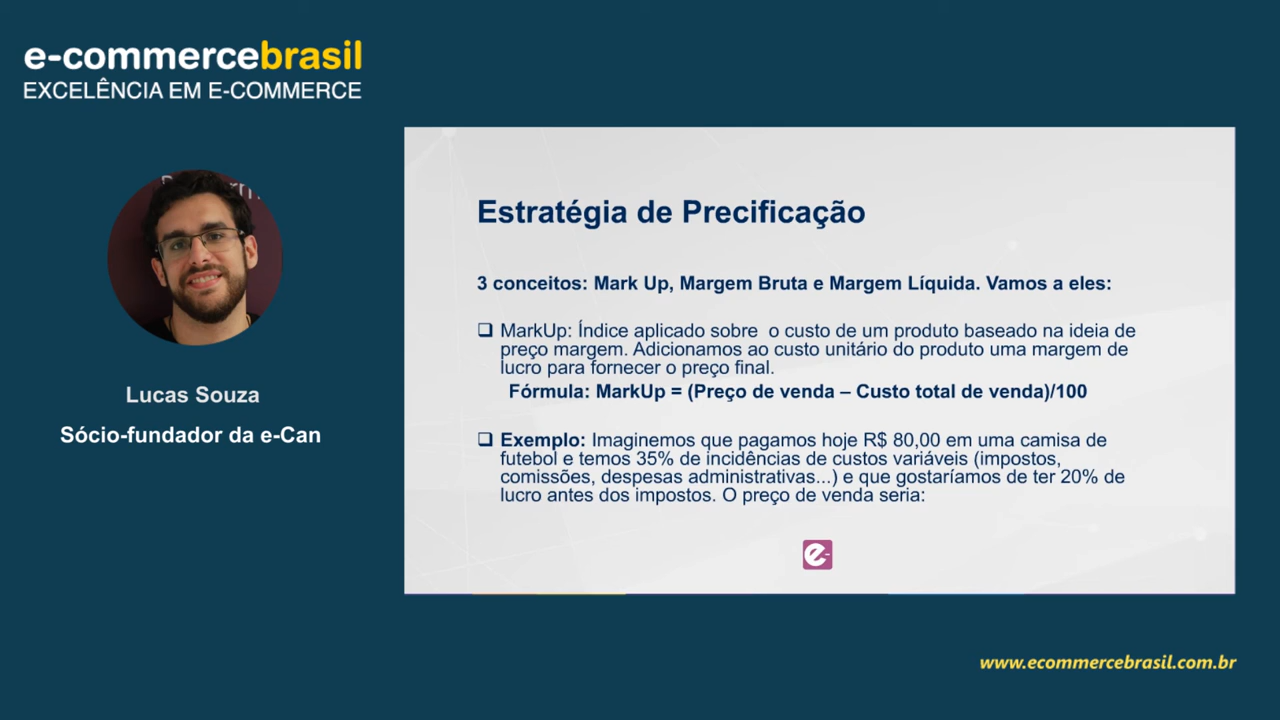 e-commercebrasil
EXCELÊNCIA EM E-COMMERCE
Lucas Souza
Sócio-fundador da e-Can
Estratégia de Precificação
3 conceitos: Mark Up, Margem Bruta e Margem Líquida. Vamos a eles:
❑ MarkUp: Índice aplicado sobre o custo de um produto baseado na ideia de
preço margem. Adicionamos ao custo unitário do produto uma margem de
lucro para fornecer o preço final.
Fórmula: MarkUp = (Preço de venda – Custo total de venda)/100
❑ Exemplo: Imaginemos que pagamos hoje R$ 80,00 em uma camisa de
futebol e temos 35% de incidências de custos variáveis (impostos,
comissões, despesas administrativas...) e que gostaríamos de ter 20% de
lucro antes dos impostos. O preço de venda seria:
e-
www.ecommercebrasil.com.br